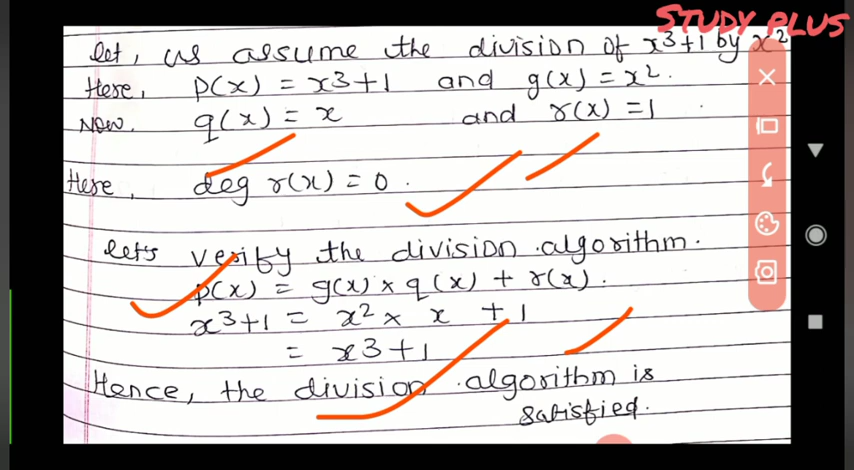 STUDY PLUS
let, us assume the division of x3+1 by x2
Here, p(x) = x3+1 and g(x) = x2.
Now. q(x) = x and r(x) = 1
Here, deg r(x) = 0.
let's verify the division algorithm.
p(x) = g(x) x q(x) + r(x).
x3+1 = x2 x x + 1
= x3+1
Hence, the division algorithm is
satisfied.